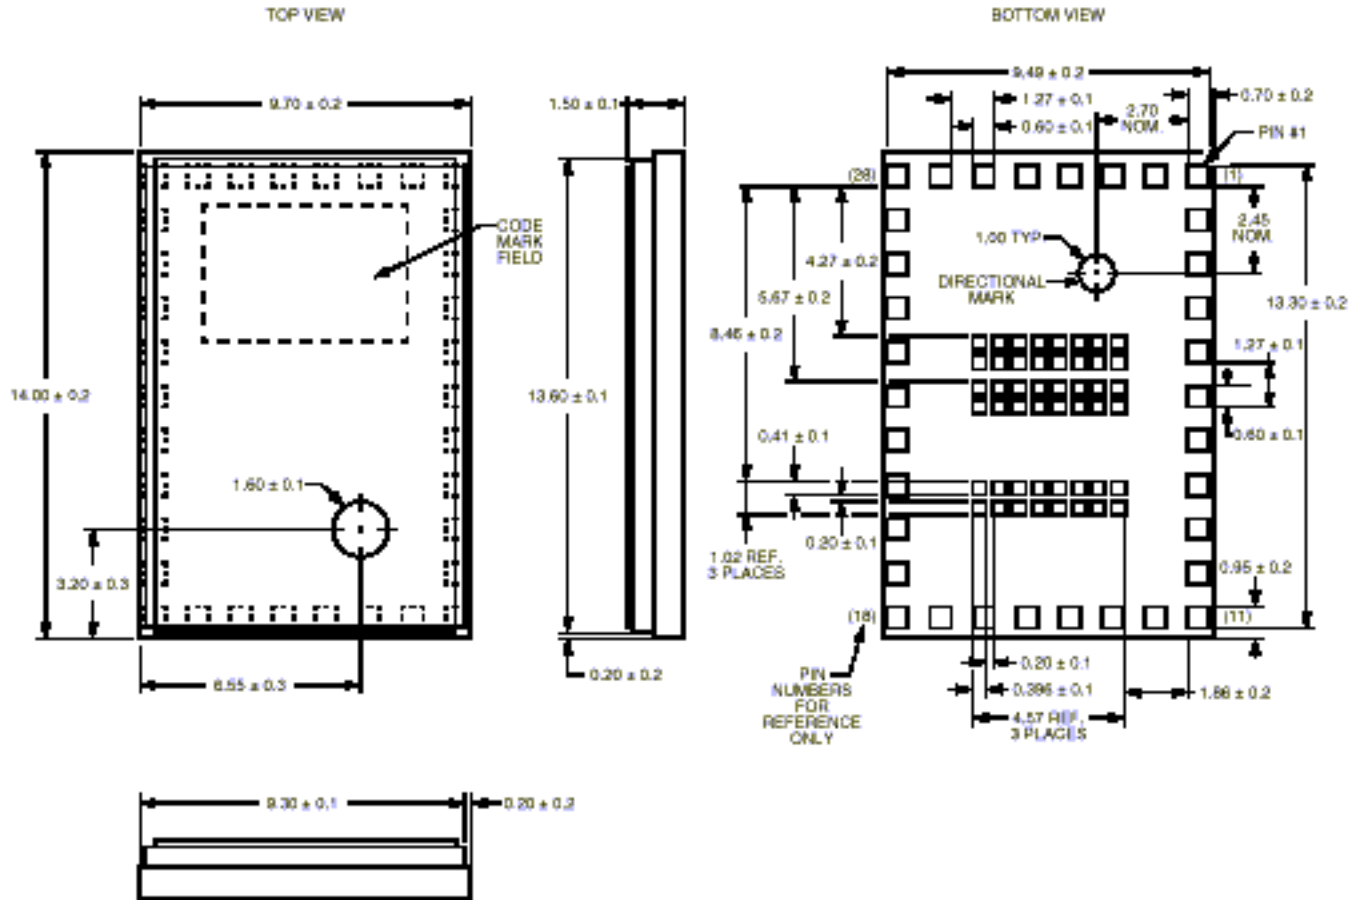 TOP VIEW
BOTTOM VIEW
9.70 ± 0.2
1.50 ± 0.1
9.49 ± 0.2
1.27 ± 0.1
0.60 ± 0.1
2.70
NOM.
0.70 ± 0.2
PIN #1
(28)
(1)
CODE
MARK
FIELD
1.00 TYP
2.45
NOM.
4.27 ± 0.2
DIRECTIONAL
MARK
5.67 ± 0.2
13.30 ± 0.2
8.46 ± 0.2
1.27 ± 0.1
14.00 ± 0.2
13.60 ± 0.1
0.41 ± 0.1
0.60 ± 0.1
1.60 ± 0.1
0.20 ± 0.1
1.02 REF.
3 PLACES
3.20 ± 0.3
0.95 ± 0.2
(18)
(11)
6.55 ± 0.3
0.20 ± 0.2
PIN
NUMBERS
FOR
REFERENCE
ONLY
0.20 ± 0.1
0.396 ± 0.1
1.86 ± 0.2
4.57 REF.
3 PLACES
9.30 ± 0.1
0.20 ± 0.2